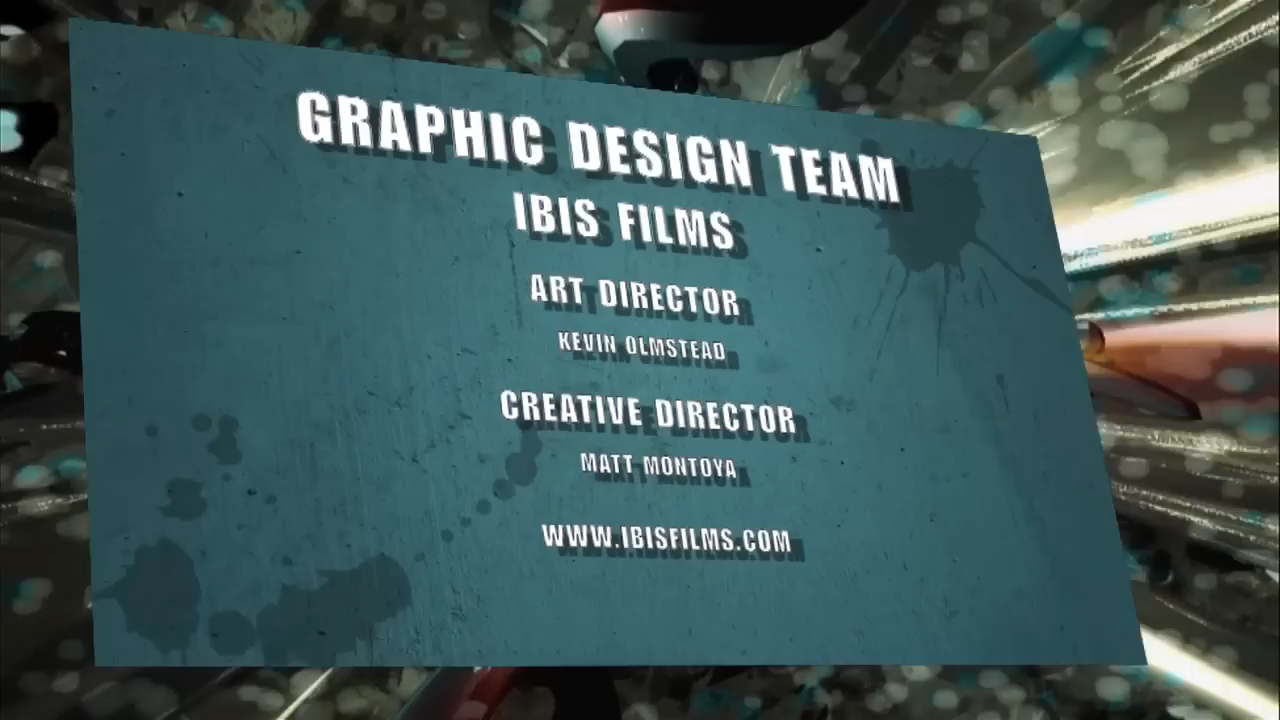 GRAPHIC DESIGN TEAM
IBIS FILMS
ART DIRECTOR
KEVIN OLMSTEAD
CREATIVE DIRECTOR
MATT MONTOYA
WWW.IBISFILMS.COM